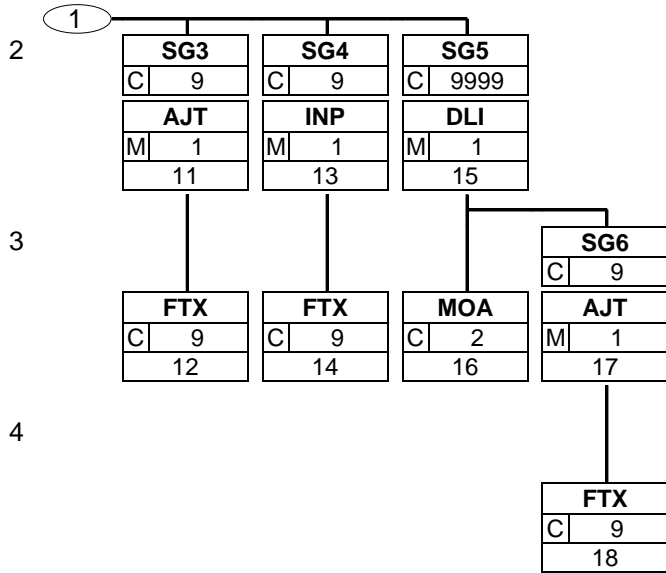 1
2
SG3 SG4 SG5
C 9 C 9 C 9999
AJT INP DLI
M 1 M 1 M 1
11 13 15
3
SG6
C 9
FTX FTX MOA AJT
C 9 C 9 C 2 M 1
12 14 16 17
4
FTX
C 9
18